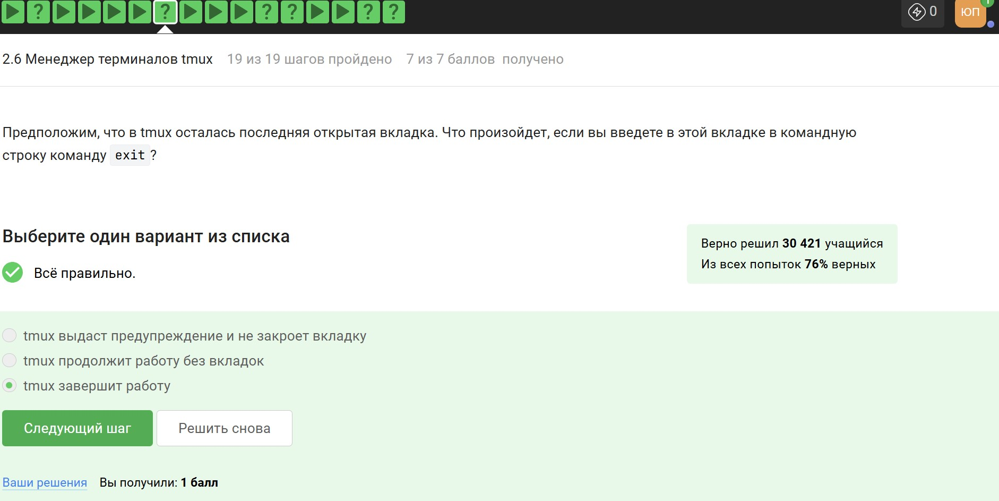 ? ? ? ? ? ?
0
ЮП
2.6 Менеджер терминалов tmux 19 из 19 шагов пройдено 7 из 7 баллов получено
Предположим, что в tmux осталась последняя открытая вкладка. Что произойдет, если вы введете в этой вкладке в командную
строку команду exit ?
Выберите один вариант из списка
Всё правильно.
Верно решил 30 421 учащийся
Из всех попыток 76% верных
tmux выдаст предупреждение и не закроет вкладку
tmux продолжит работу без вкладок
tmux завершит работу
Следующий шаг Решить снова
Ваши решения Вы получили: 1 балл